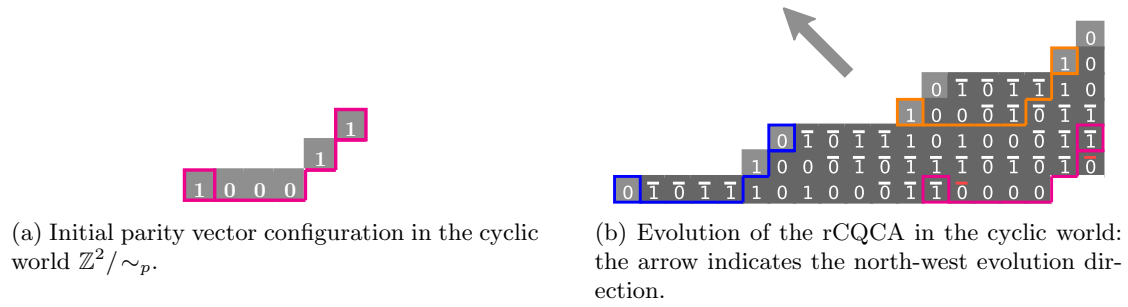 1
1
1 0 0 0
(a) Initial parity vector configuration in the cyclic
world ℤ²/∼ₚ.
0
1 0
0 1̄ 0̄ 1̄ 1̄ 1 0
1 0 0 0̄ 1̄ 0 1̄ 1̄
0 1̄ 0̄ 1̄ 1̄ 1 0 1 0 0 0̄ 1̄ 1̄
1 0 0 0̄ 1̄ 0 1̄ 1̄ 1 0̄ 1̄ 0 1̄ 0̄
0 1̄ 0̄ 1̄ 1̄ 1 0 1 0 0 0̄ 1̄ 1̄ 0̄ 0 0 0
(b) Evolution of the rCQCA in the cyclic world:
the arrow indicates the north-west evolution dir-
ection.